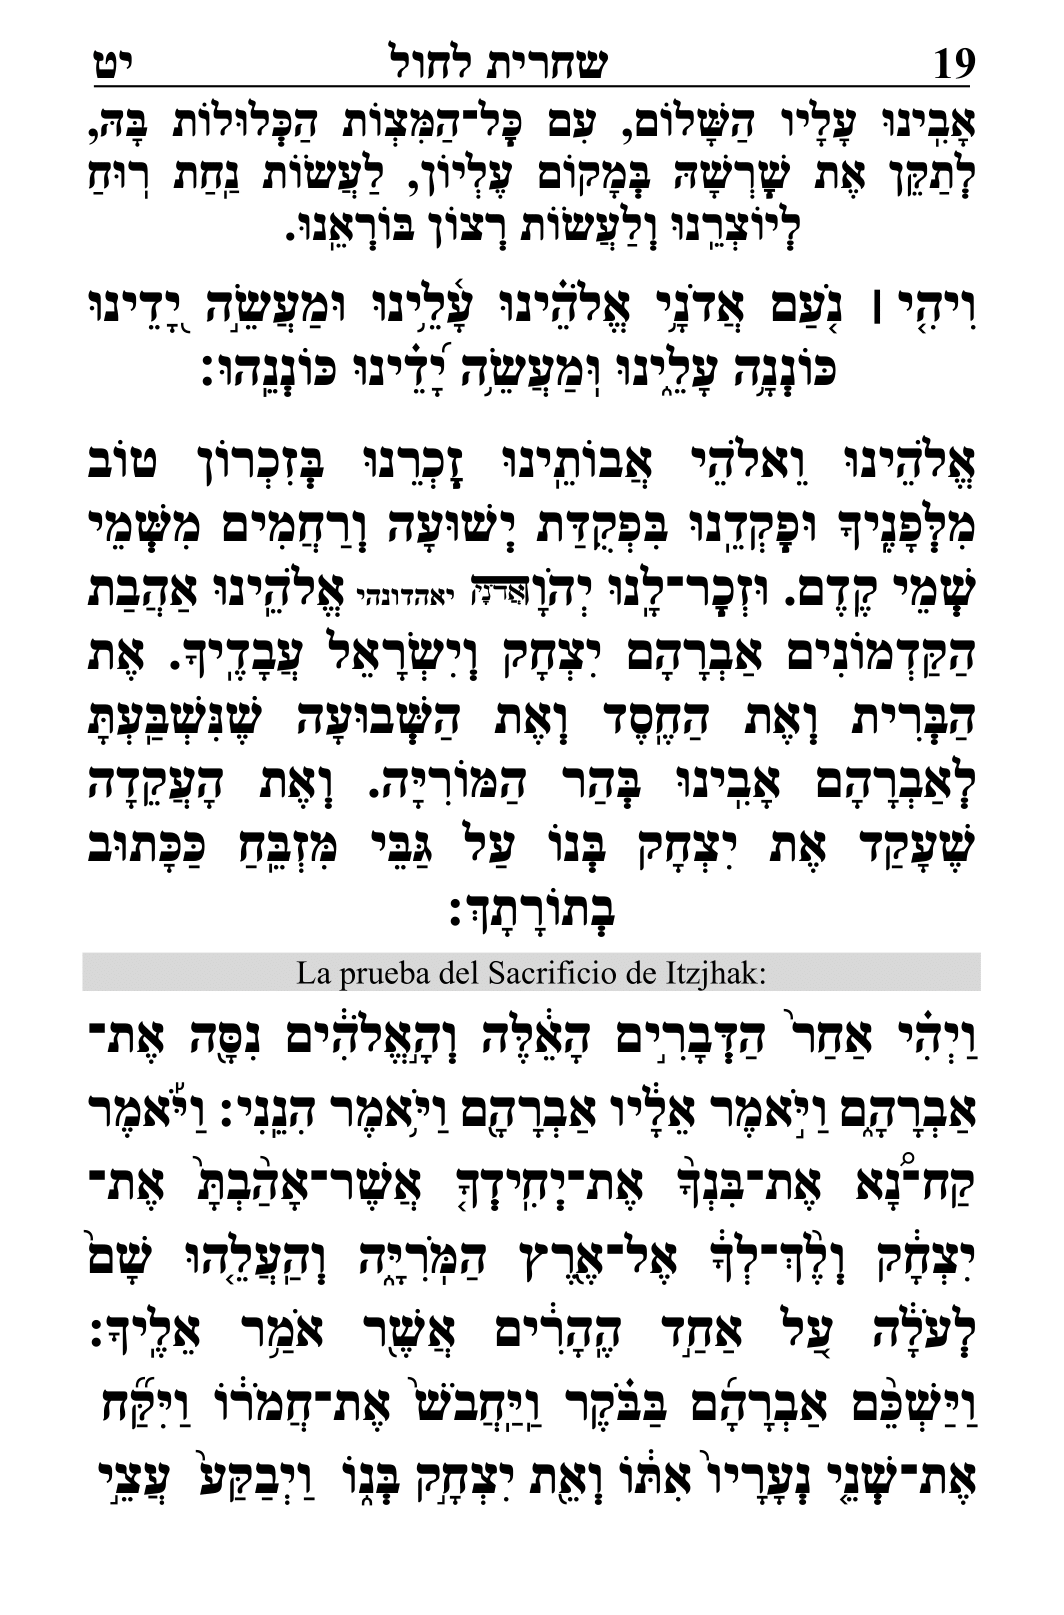 19 שחרית לחול יט
אָבִֽינוּ עָלָיו הַשָּׁלוֹם, עִם כׇּל־הַמִּצְוֹת הַכְּלוּלוֹת בָּהּ,
לְתַקֵּן אֶת שׇׁרְשָׁהּ בְּמָקוֹם עֶלְיוֹן, לַעֲשׂוֹת נַֽחַת רֽוּחַ
לְיוֹצְרֵֽנוּ וְלַעֲשׂוֹת רְצוֹן בּוֹרְאֵֽנוּ.
וִיהִ֤י ׀ נֹ֤עַם אֲדֹנָ֥י אֱלֹהֵ֗ינוּ עָ֫לֵ֥ינוּ וּמַעֲשֵׂ֣ה יָ֭דֵינוּ
כּוֹנְנָ֥ה עָלֵ֑ינוּ וּֽמַעֲשֵׂ֥ה יָ֝דֵ֗ינוּ כּוֹנְנֵֽהוּ׃
אֱלֹהֵֽינוּ וֵאלֹהֵי אֲבוֹתֵֽינוּ זׇכְרֵנוּ בְּזִכְרוֹן טוֹב
מִלְּפָנֶֽיךָ וּפׇקְדֵֽנוּ בִּפְקֻדַּת יְשׁוּעָה וְרַחֲמִים מִשְּׁמֵי
שְׁמֵי קֶֽדֶם. וּזְכׇר־לָֽנוּ יְהֹוָה אֲדֹנָי יאהדונהי אֱלֹהֵֽינוּ אַהֲבַת
הַקַּדְמוֹנִים אַבְרָהָם יִצְחָק וְיִשְׂרָאֵל עֲבָדֶֽיךָ. אֶת
הַבְּרִית וְאֶת הַחֶֽסֶד וְאֶת הַשְּׁבוּעָה שֶׁנִּשְׁבַּֽעְתָּ
לְאַבְרָהָם אָבִֽינוּ בְּהַר הַמּוֹרִיָּה. וְאֶת הָעֲקֵדָה
שֶׁעָקַד אֶת יִצְחָק בְּנוֹ עַל גַּבֵּי מִזְבֵּֽחַ כַּכָּתוּב
בְּתוֹרָתָךְ׃
La prueba del Sacrificio de Itzjhak:
וַיְהִ֗י אַחַר֙ הַדְּבָרִ֣ים הָאֵ֔לֶּה וְהָ֣אֱלֹהִ֔ים נִסָּ֖ה אֶת־
אַבְרָהָ֑ם וַיֹּ֣אמֶר אֵלָ֔יו אַבְרָהָ֖ם וַיֹּ֥אמֶר הִנֵּֽנִי׃ וַיֹּ֡אמֶר
קַח־נָ֠א אֶת־בִּנְךָ֨ אֶת־יְחִֽידְךָ֤ אֲשֶׁר־אָהַ֙בְתָּ֙ אֶת־
יִצְחָ֔ק וְלֶ֨ךְ־לְךָ֔ אֶל־אֶ֖רֶץ הַמֹּֽרִיָּ֑ה וְהַֽעֲלֵ֤הוּ שָׁם֙
לְעֹלָ֔ה עַ֚ל אַחַ֣ד הֶֽהָרִ֔ים אֲשֶׁ֖ר אֹמַ֥ר אֵלֶֽיךָ׃
וַיַּשְׁכֵּ֨ם אַבְרָהָ֜ם בַּבֹּ֗קֶר וַֽיַּֽחֲבֹשׁ֙ אֶת־חֲמֹר֔וֹ וַיִּקַּ֞ח
אֶת־שְׁנֵ֤י נְעָרָיו֙ אִתּ֔וֹ וְאֵ֖ת יִצְחָ֣ק בְּנ֑וֹ וַיְבַקַּע֙ עֲצֵ֣י